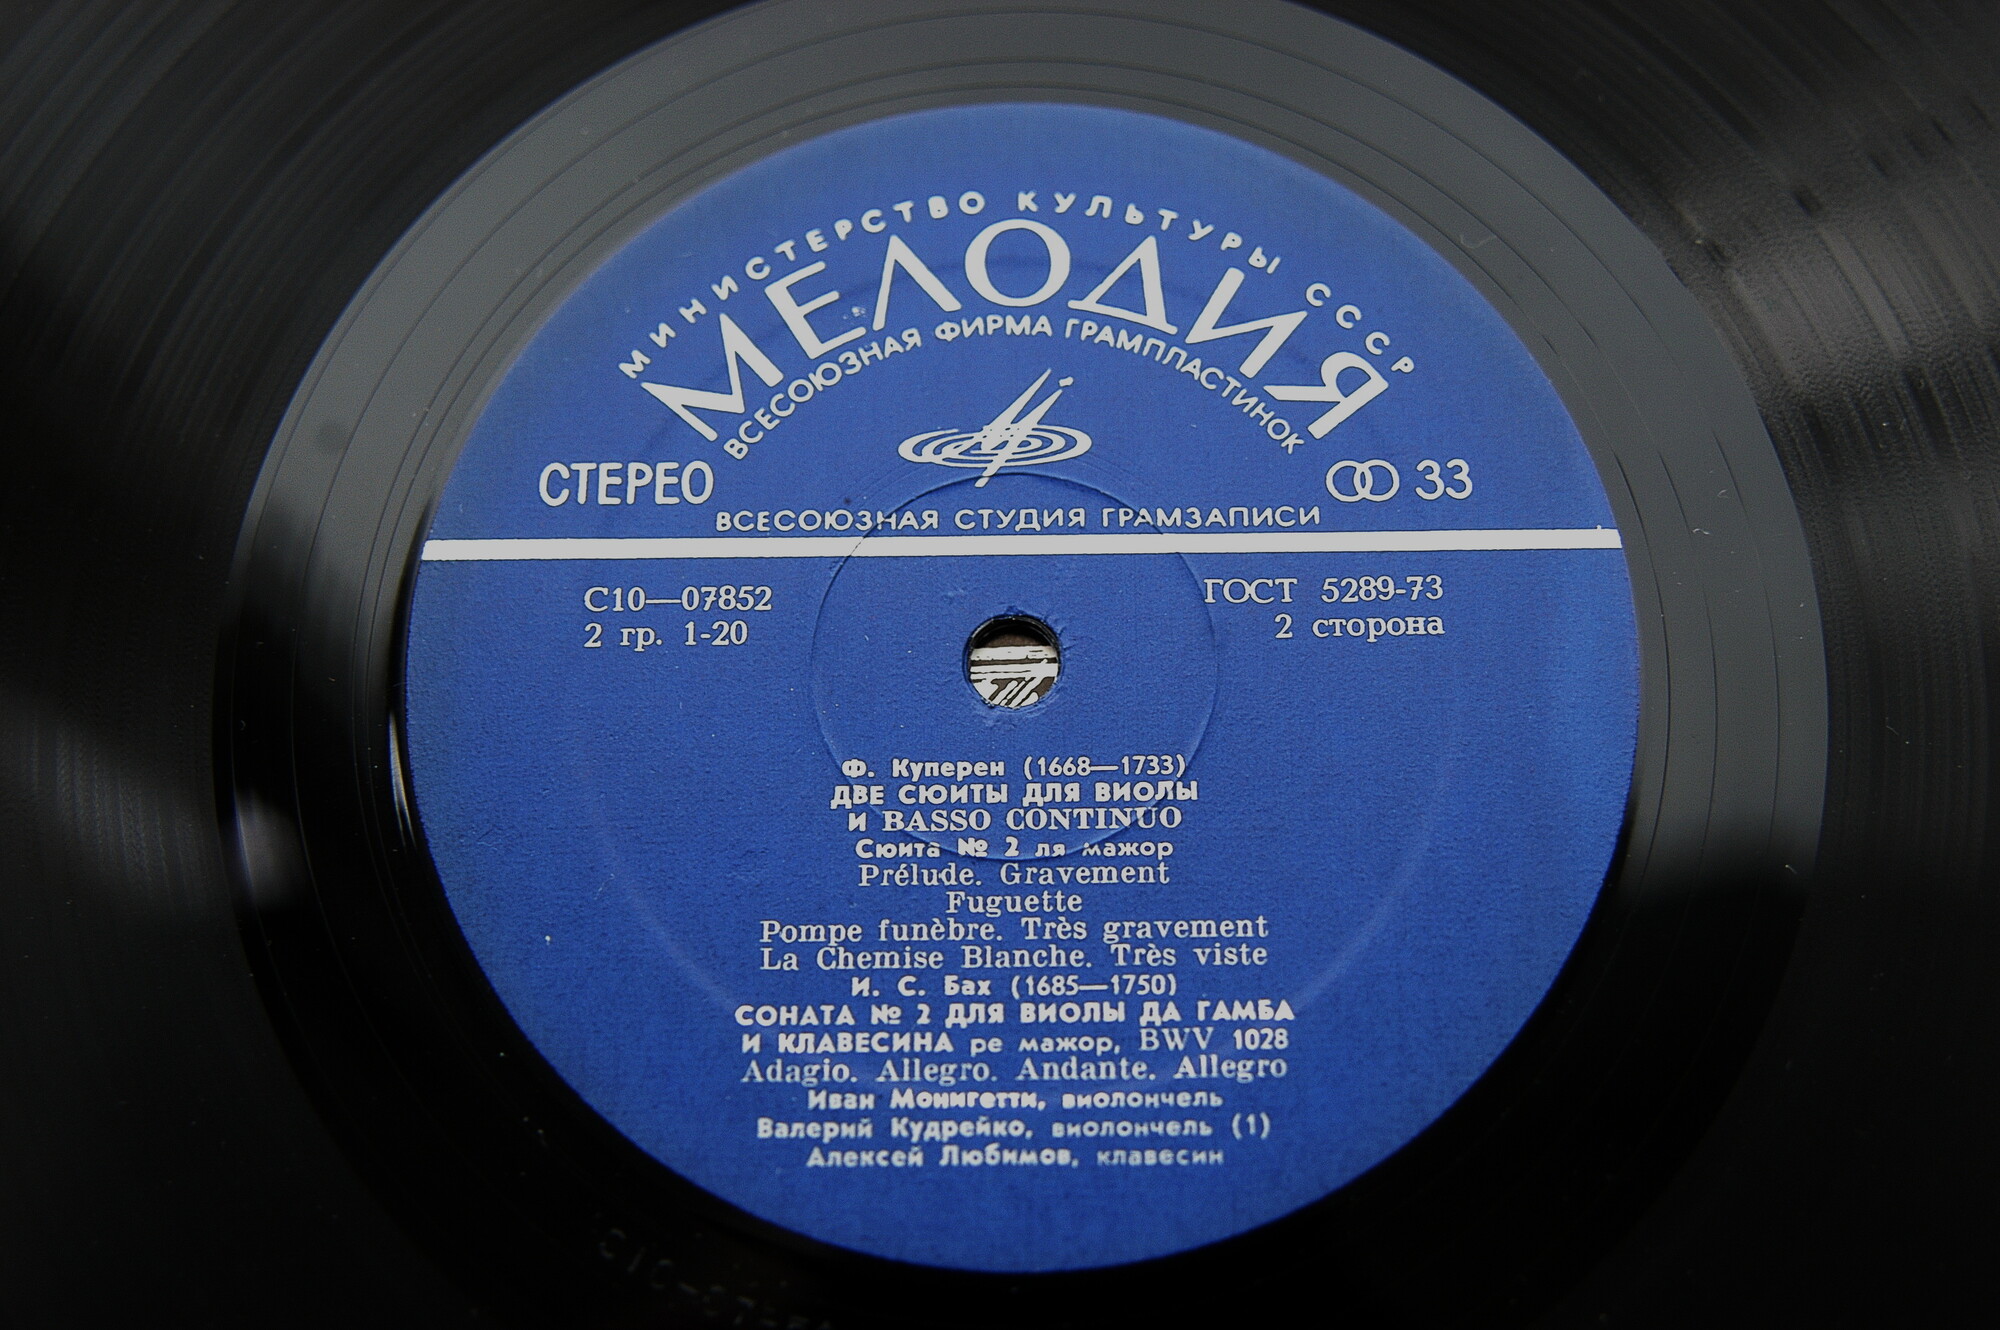 МИНИСТЕРСТВО КУЛЬТУРЫ СССР
МЕЛОДИЯ
ВСЕСОЮЗНАЯ ФИРМА ГРАМПЛАСТИНОК
СТЕРЕО
33
ВСЕСОЮЗНАЯ СТУДИЯ ГРАМЗАПИСИ
С10—07852
ГОСТ 5289-73
2 гр. 1-20
2 сторона
Ф. Куперен (1668—1733)
ДВЕ СЮИТЫ ДЛЯ ВИОЛЫ
И BASSO CONTINUO
Сюита № 2 ля мажор
Prélude. Gravement
Fuguette
Pompe funèbre. Très gravement
La Chemise Blanche. Très viste
И. С. Бах (1685—1750)
СОНАТА № 2 ДЛЯ ВИОЛЫ ДА ГАМБА
И КЛАВЕСИНА ре мажор, BWV 1028
Adagio. Allegro. Andante. Allegro
Иван Монигетти, виолончель
Валерий Кудрейко, виолончель (1)
Алексей Любимов, клавесин